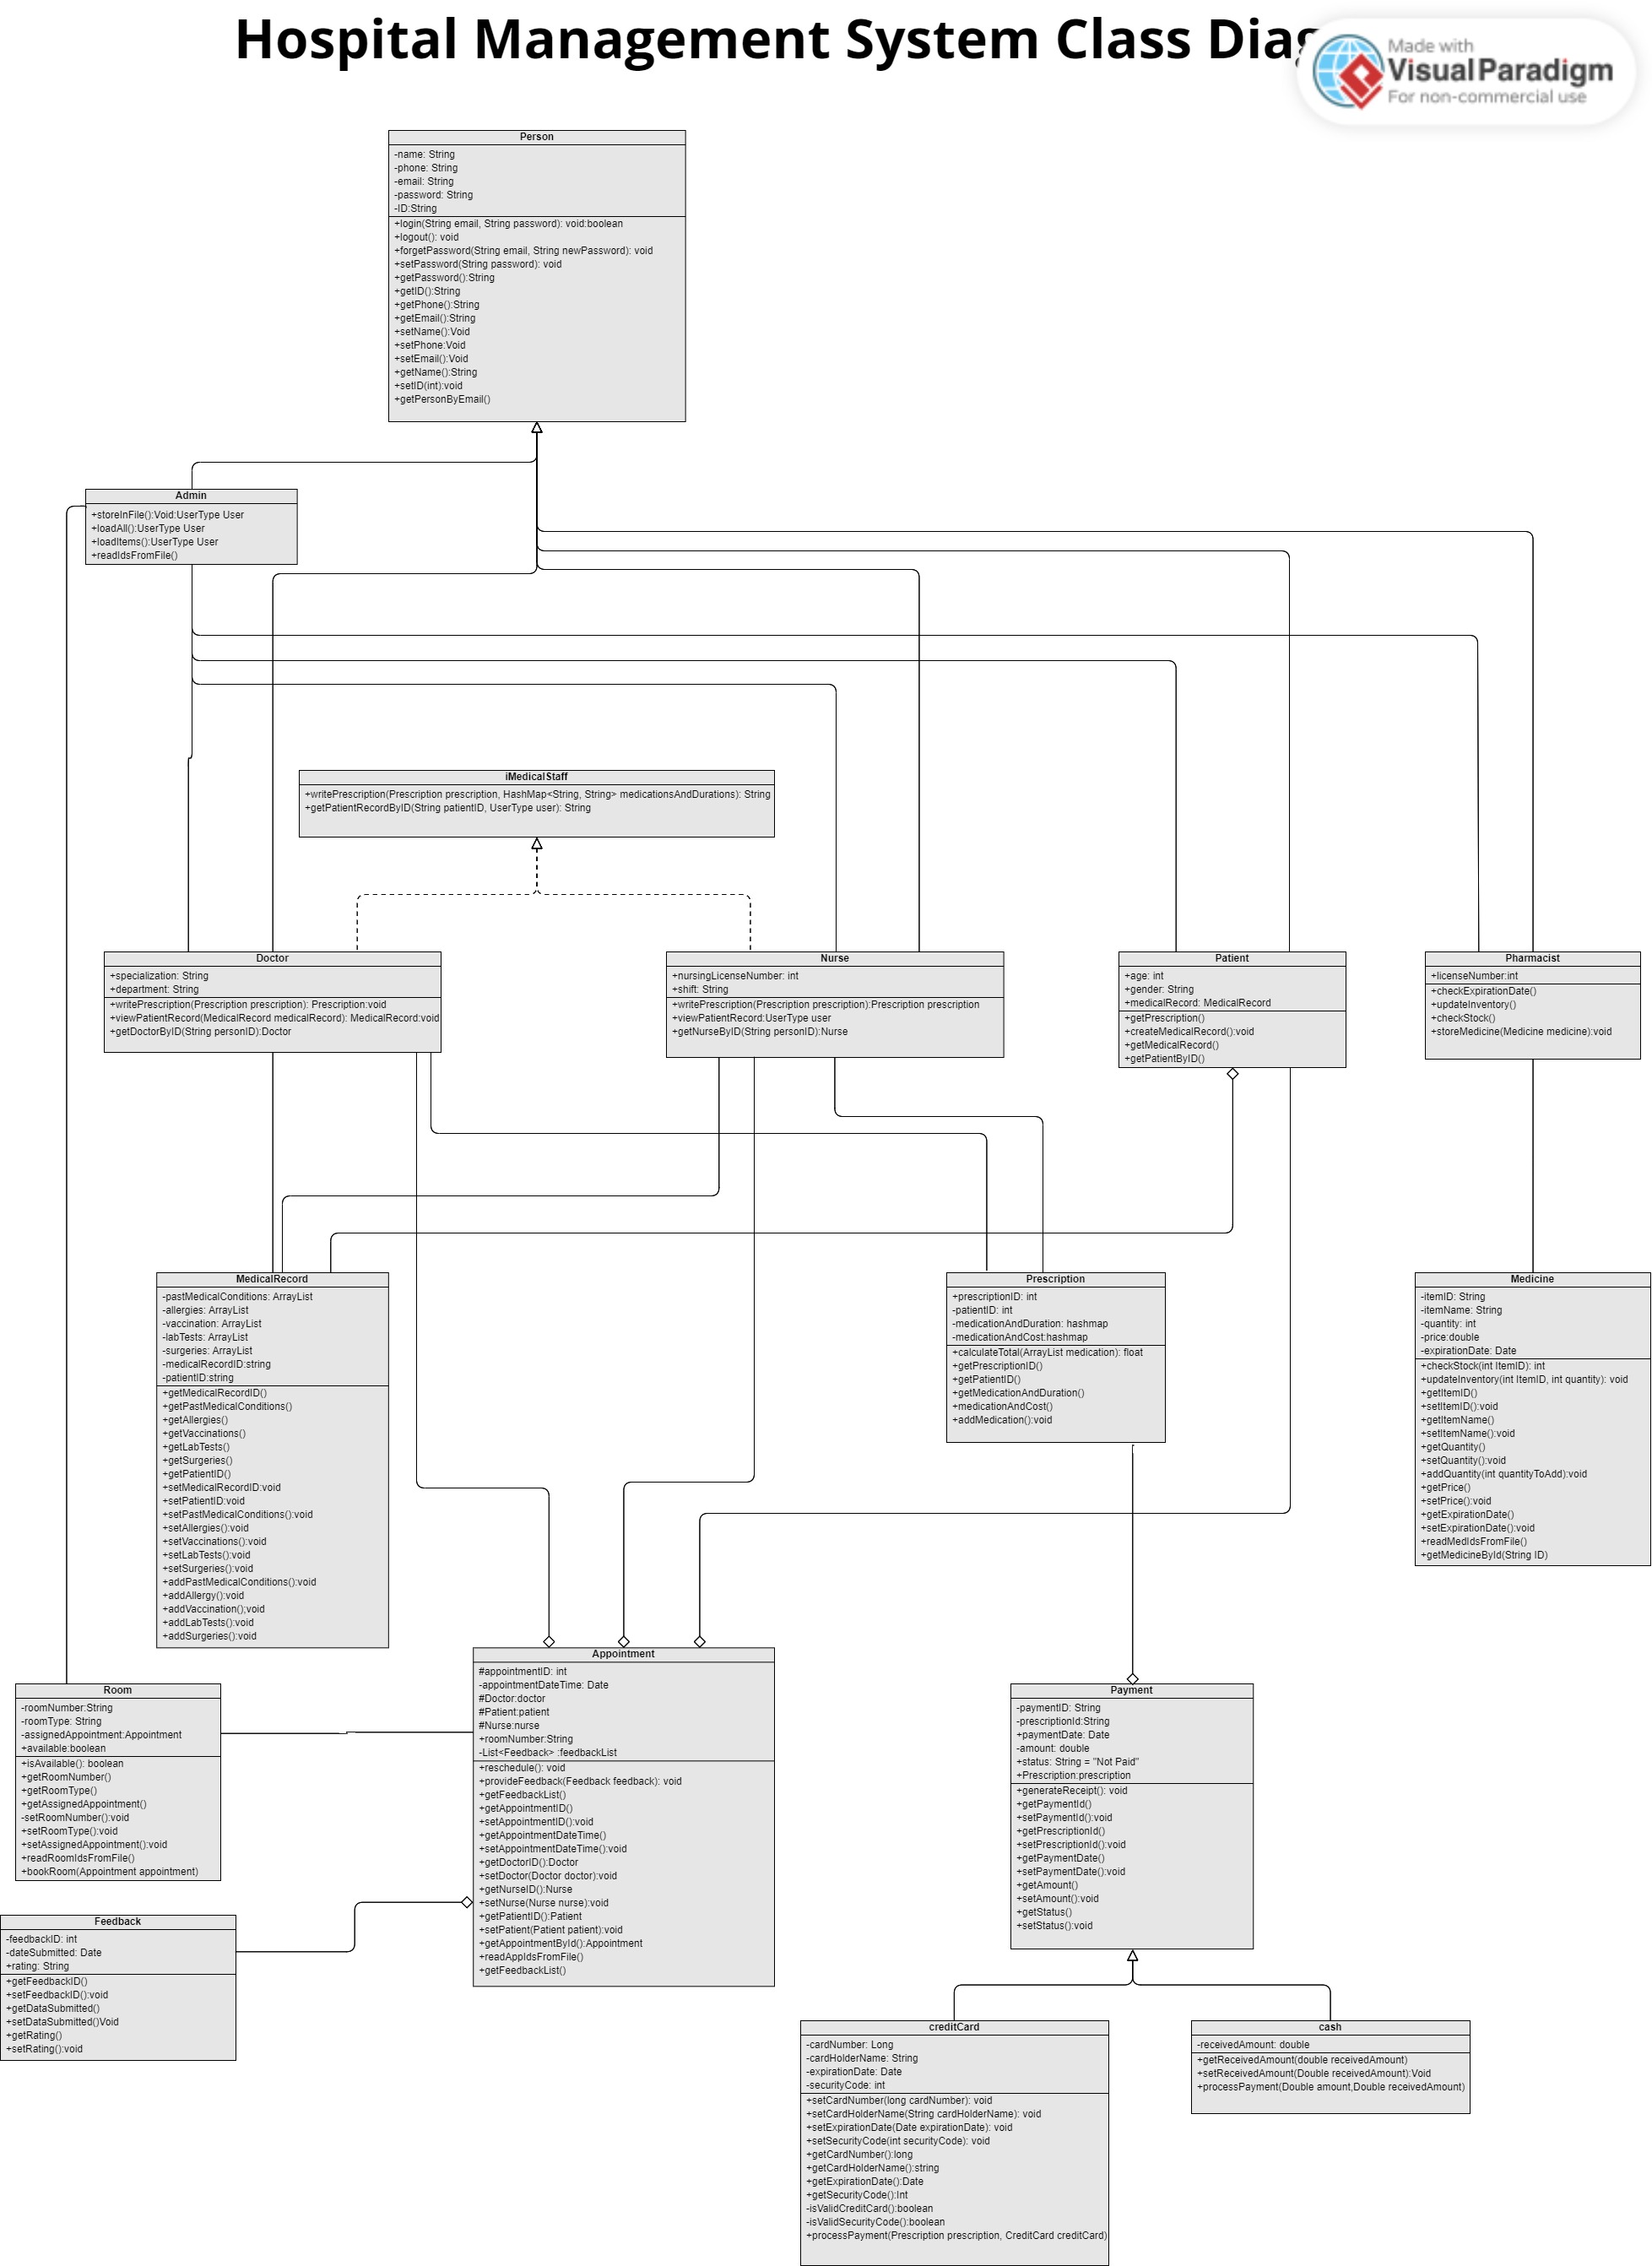 Hospital Management System Class Diag
Made with
Visual Paradigm
For non-commercial use
Person
-name: String
-phone: String
-email: String
-password: String
-ID:String
+login(String email, String password): void:boolean
+logout(): void
+forgetPassword(String email, String newPassword): void
+setPassword(String password): void
+getPassword():String
+getID():String
+getPhone():String
+getEmail():String
+setName():Void
+setPhone:Void
+setEmail():Void
+getName():String
+setID(int):void
+getPersonByEmail()
Admin
+storeInFile():Void:UserType User
+loadAll():UserType User
+loadItems():UserType User
+readIdsFromFile()
iMedicalStaff
+writePrescription(Prescription prescription, HashMap<String, String> medicationsAndDurations): String
+getPatientRecordByID(String patientID, UserType user): String
Doctor
+specialization: String
+department: String
+writePrescription(Prescription prescription): Prescription:void
+viewPatientRecord(MedicalRecord medicalRecord): MedicalRecord:void
+getDoctorByID(String personID):Doctor
Nurse
+nursingLicenseNumber: int
+shift: String
+writePrescription(Prescription prescription):Prescription prescription
+viewPatientRecord:UserType user
+getNurseByID(String personID):Nurse
Patient
+age: int
+gender: String
+medicalRecord: MedicalRecord
+getPrescription()
+createMedicalRecord():void
+getMedicalRecord()
+getPatientByID()
Pharmacist
+licenseNumber:int
+checkExpirationDate()
+updateInventory()
+checkStock()
+storeMedicine(Medicine medicine):void
MedicalRecord
-pastMedicalConditions: ArrayList
-allergies: ArrayList
-vaccination: ArrayList
-labTests: ArrayList
-surgeries: ArrayList
-medicalRecordID:string
-patientID:string
+getMedicalRecordID()
+getPastMedicalConditions()
+getAllergies()
+getVaccinations()
+getLabTests()
+getSurgeries()
+getPatientID()
+setMedicalRecordID:void
+setPatientID:void
+setPastMedicalConditions():void
+setAllergies():void
+setVaccinations():void
+setLabTests():void
+setSurgeries():void
+addPastMedicalConditions():void
+addAllergy():void
+addVaccination();void
+addLabTests():void
+addSurgeries():void
Prescription
+prescriptionID: int
-patientID: int
-medicationAndDuration: hashmap
-medicationAndCost:hashmap
+calculateTotal(ArrayList medication): float
+getPrescriptionID()
+getPatientID()
+getMedicationAndDuration()
+medicationAndCost()
+addMedication():void
Medicine
-itemID: String
-itemName: String
-quantity: int
-price:double
-expirationDate: Date
+checkStock(int ItemID): int
+updateInventory(int ItemID, int quantity): void
+getItemID()
+setItemID():void
+getItemName()
+setItemName():void
+getQuantity()
+setQuantity():void
+addQuantity(int quantityToAdd):void
+getPrice()
+setPrice():void
+getExpirationDate()
+setExpirationDate():void
+readMedIdsFromFile()
+getMedicineById(String ID)
Appointment
#appointmentID: int
-appointmentDateTime: Date
#Doctor:doctor
#Patient:patient
#Nurse:nurse
+roomNumber:String
-List<Feedback> :feedbackList
+reschedule(): void
+provideFeedback(Feedback feedback): void
+getFeedbackList()
+getAppointmentID()
+setAppointmentID():void
+getAppointmentDateTime()
+setAppointmentDateTime():void
+getDoctorID():Doctor
+setDoctor(Doctor doctor):void
+getNurseID():Nurse
+setNurse(Nurse nurse):void
+getPatientID():Patient
+setPatient(Patient patient):void
+getAppointmentById():Appointment
+readAppIdsFromFile()
+getFeedbackList()
Room
-roomNumber:String
-roomType: String
-assignedAppointment:Appointment
+available:boolean
+isAvailable(): boolean
+getRoomNumber()
+getRoomType()
+getAssignedAppointment()
-setRoomNumber():void
+setRoomType():void
+setAssignedAppointment():void
+readRoomIdsFromFile()
+bookRoom(Appointment appointment)
Payment
-paymentID: String
-prescriptionId:String
+paymentDate: Date
-amount: double
+status: String = "Not Paid"
+Prescription:prescription
+generateReceipt(): void
+getPaymentId()
+setPaymentId():void
+getPrescriptionId()
+setPrescriptionId():void
+getPaymentDate()
+setPaymentDate():void
+getAmount()
+setAmount():void
+getStatus()
+setStatus():void
Feedback
-feedbackID: int
-dateSubmitted: Date
+rating: String
+getFeedbackID()
+setFeedbackID():void
+getDataSubmitted()
+setDataSubmitted()Void
+getRating()
+setRating():void
creditCard
-cardNumber: Long
-cardHolderName: String
-expirationDate: Date
-securityCode: int
+setCardNumber(long cardNumber): void
+setCardHolderName(String cardHolderName): void
+setExpirationDate(Date expirationDate): void
+setSecurityCode(int securityCode): void
+getCardNumber():long
+getCardHolderName():string
+getExpirationDate():Date
+getSecurityCode():Int
-isValidCreditCard():boolean
-isValidSecurityCode():boolean
+processPayment(Prescription prescription, CreditCard creditCard)
cash
-receivedAmount: double
+getReceivedAmount(double receivedAmount)
+setReceivedAmount(Double receivedAmount):Void
+processPayment(Double amount,Double receivedAmount)